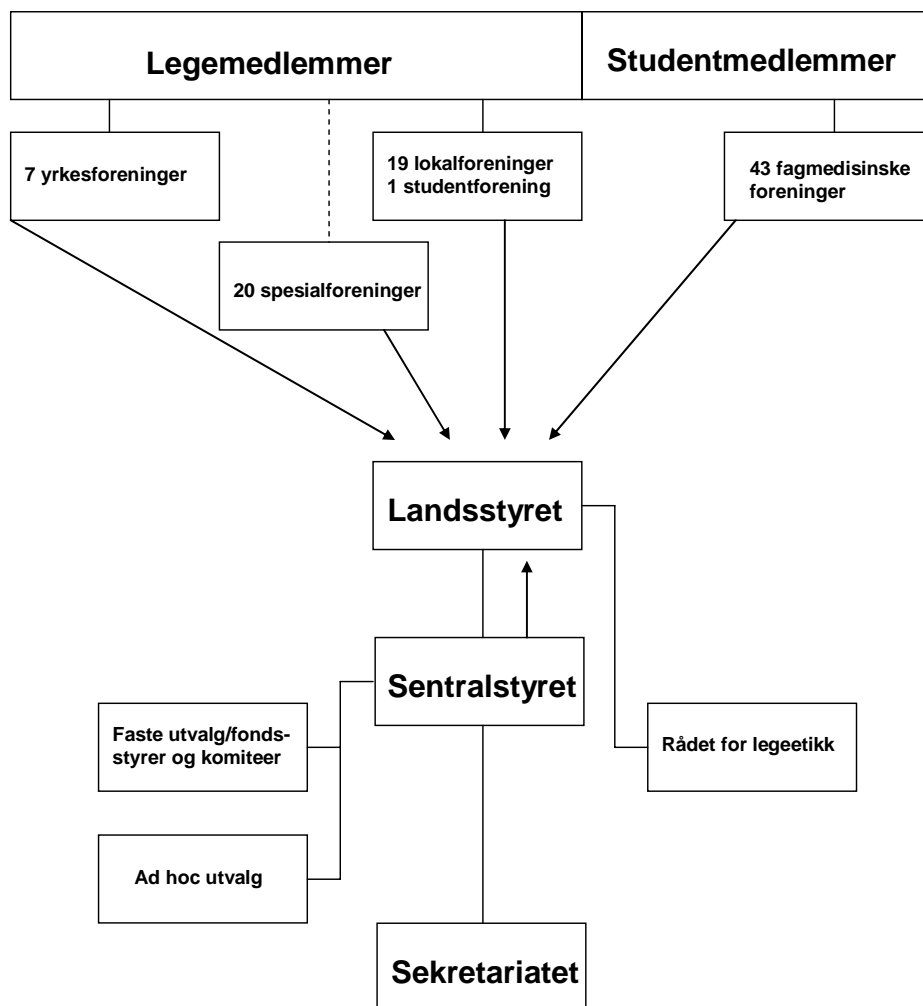 Legemedlemmer
Studentmedlemmer
7 yrkesforeninger
19 lokalforeninger
1 studentforening
43 fagmedisinske
foreninger
20 spesialforeninger
Landsstyret
Sentralstyret
Faste utvalg/fonds-
styrer og komiteer
Rådet for legeetikk
Ad hoc utvalg
Sekretariatet